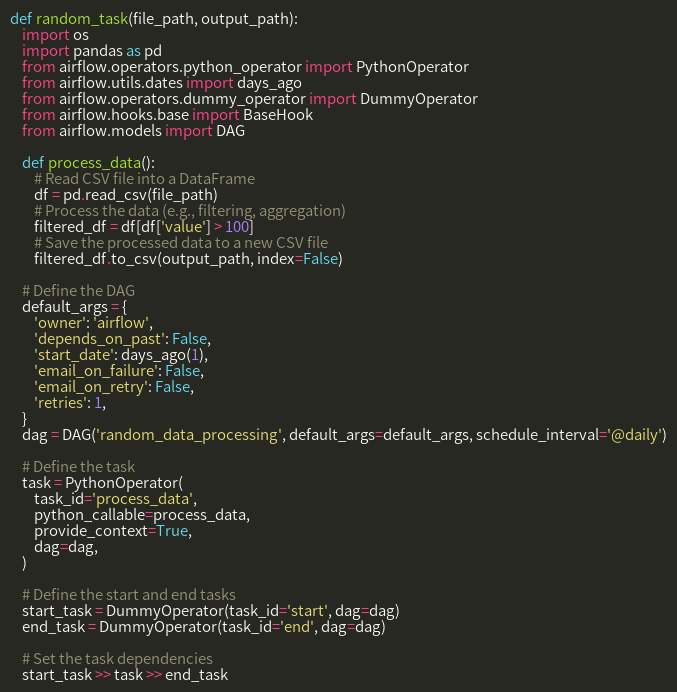 def random_task(file_path, output_path):
    import os
    import pandas as pd
    from airflow.operators.python_operator import PythonOperator
    from airflow.utils.dates import days_ago
    from airflow.operators.dummy_operator import DummyOperator
    from airflow.hooks.base import BaseHook
    from airflow.models import DAG

    def process_data():
        # Read CSV file into a DataFrame
        df = pd.read_csv(file_path)
        # Process the data (e.g., filtering, aggregation)
        filtered_df = df[df['value'] > 100]
        # Save the processed data to a new CSV file
        filtered_df.to_csv(output_path, index=False)

    # Define the DAG
    default_args = {
        'owner': 'airflow',
        'depends_on_past': False,
        'start_date': days_ago(1),
        'email_on_failure': False,
        'email_on_retry': False,
        'retries': 1,
    }
    dag = DAG('random_data_processing', default_args=default_args, schedule_interval='@daily')

    # Define the task
    task = PythonOperator(
        task_id='process_data',
        python_callable=process_data,
        provide_context=True,
        dag=dag,
    )

    # Define the start and end tasks
    start_task = DummyOperator(task_id='start', dag=dag)
    end_task = DummyOperator(task_id='end', dag=dag)

    # Set the task dependencies
    start_task >> task >> end_task